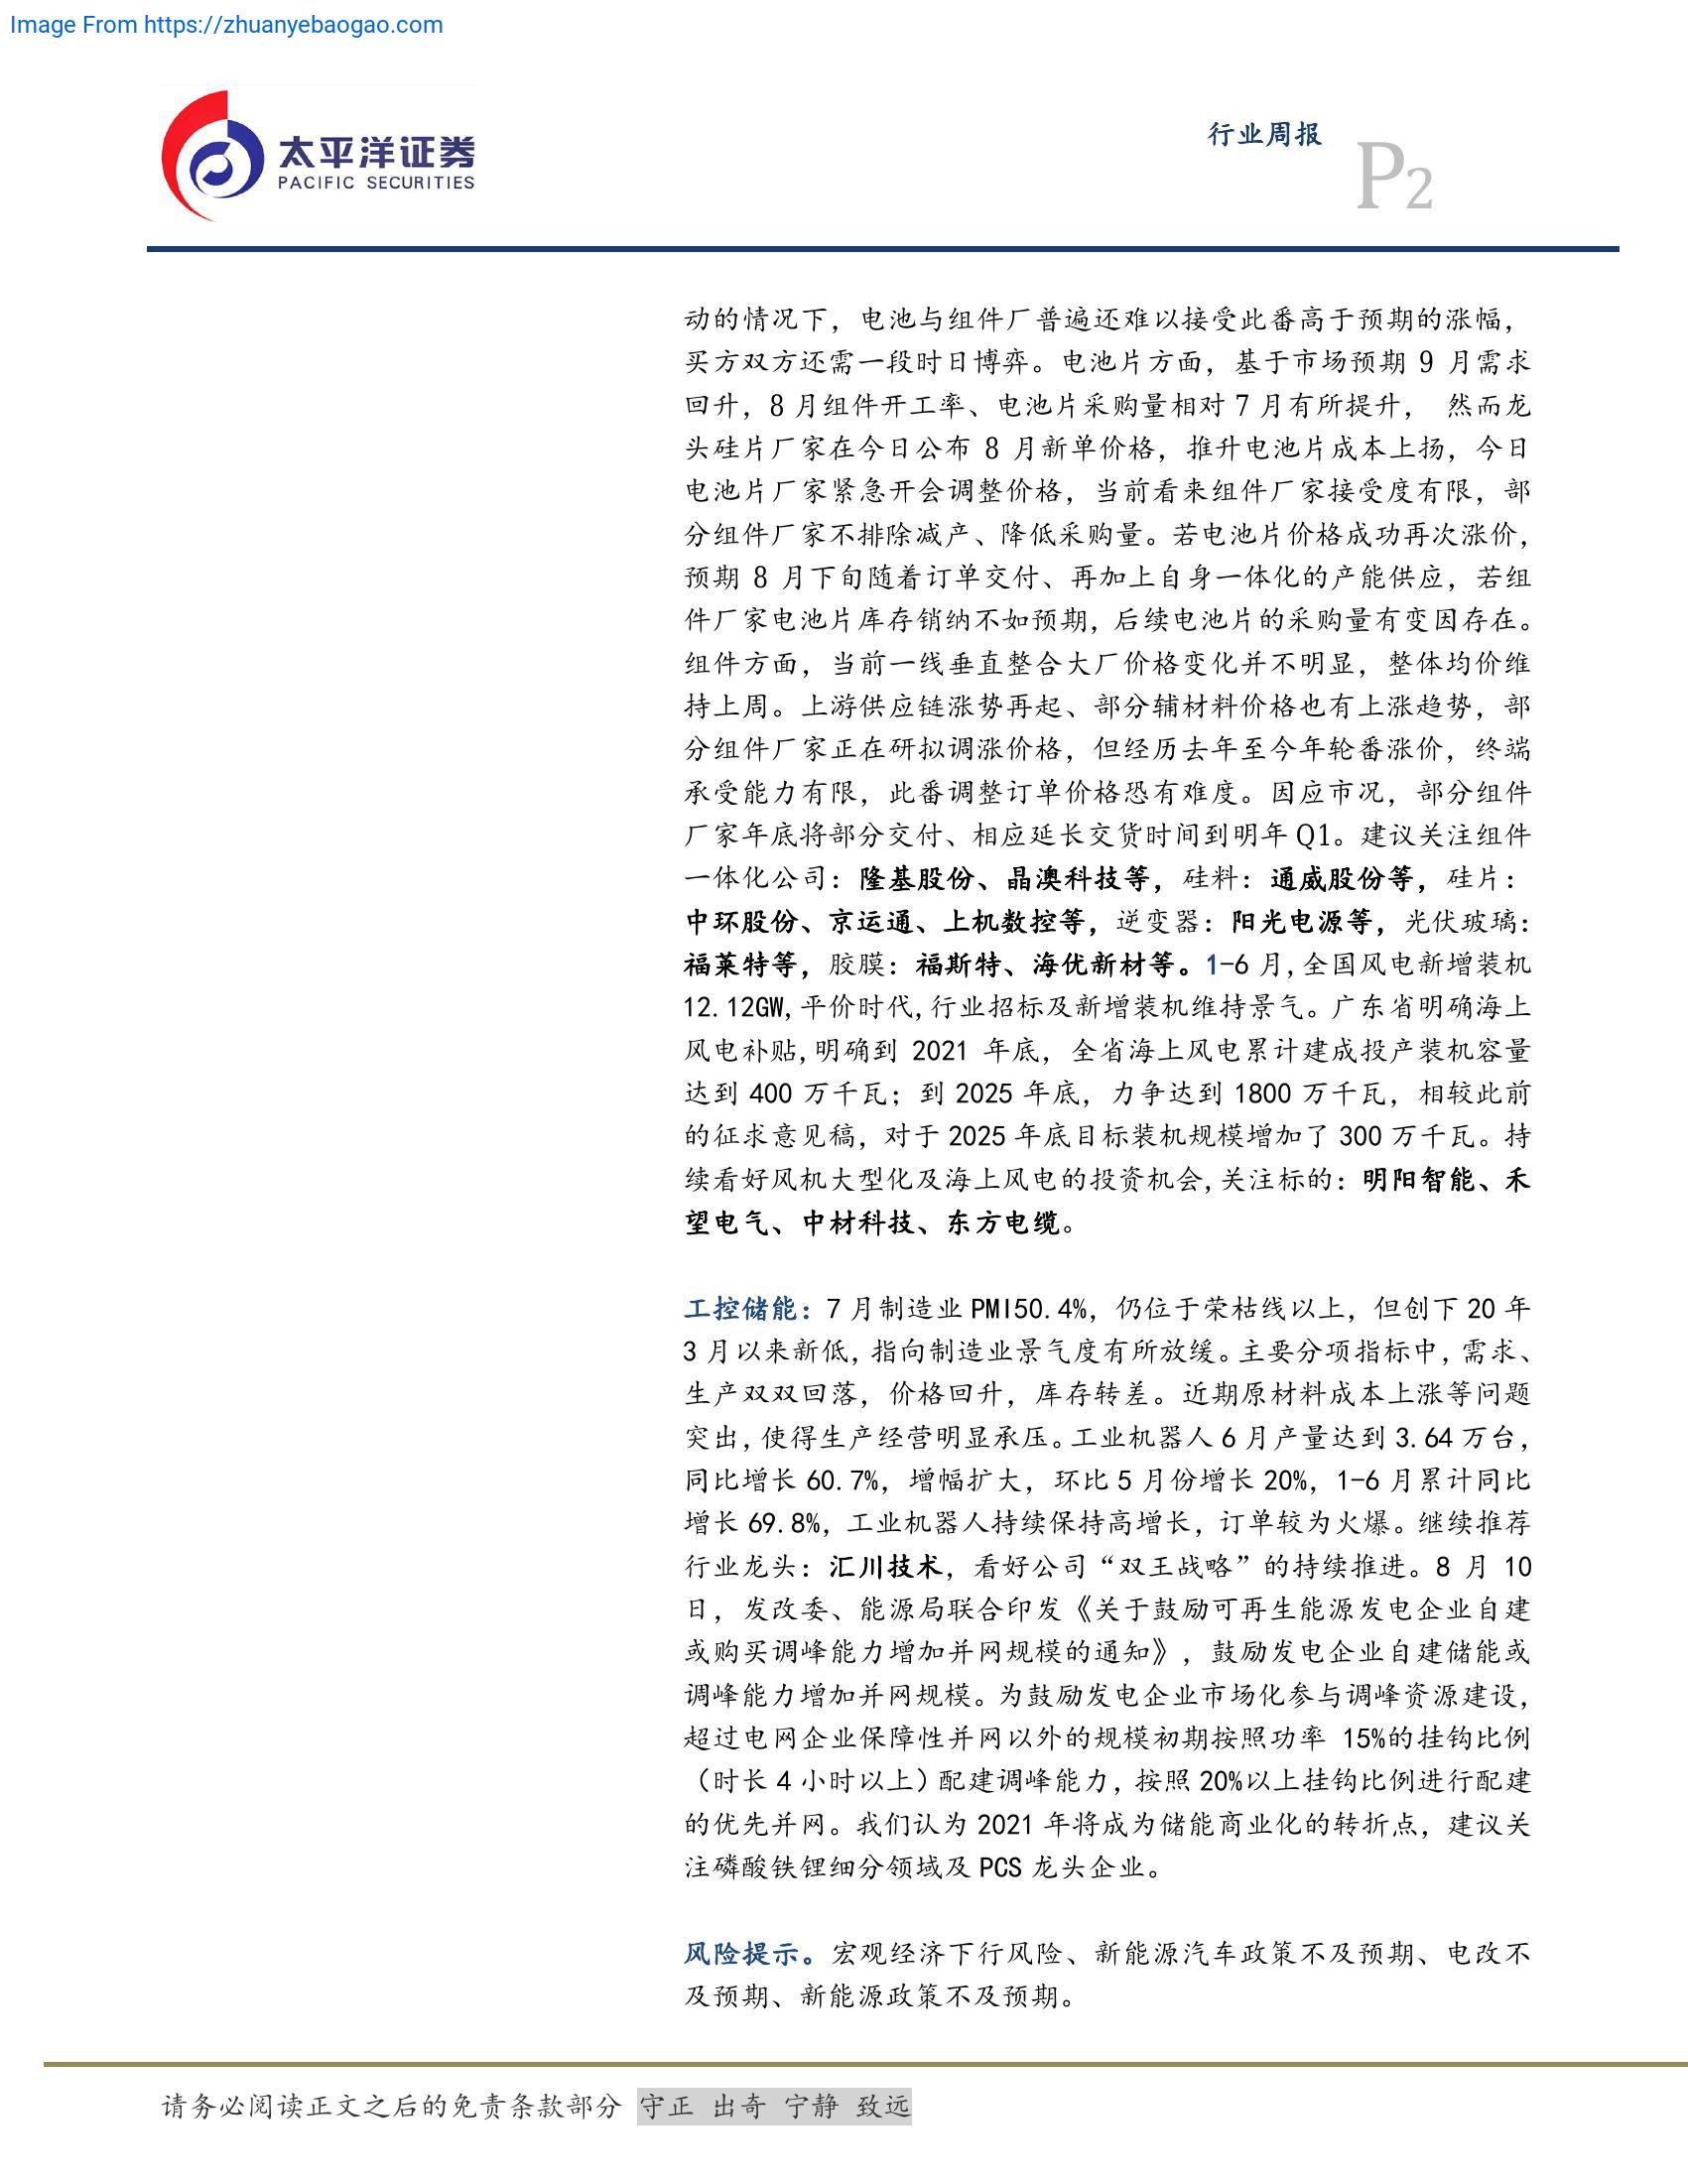 Image From https://zhuanyebaogao.com
太平洋证券
PACIFIC SECURITIES
行业周报
P2
动的情况下，电池与组件厂普遍还难以接受此番高于预期的涨幅，
买方双方还需一段时日博弈。电池片方面，基于市场预期 9 月需求
回升，8 月组件开工率、电池片采购量相对 7 月有所提升， 然而龙
头硅片厂家在今日公布 8 月新单价格，推升电池片成本上扬，今日
电池片厂家紧急开会调整价格，当前看来组件厂家接受度有限，部
分组件厂家不排除减产、降低采购量。若电池片价格成功再次涨价，
预期 8 月下旬随着订单交付、再加上自身一体化的产能供应，若组
件厂家电池片库存销纳不如预期，后续电池片的采购量有变因存在。
组件方面，当前一线垂直整合大厂价格变化并不明显，整体均价维
持上周。上游供应链涨势再起、部分辅材料价格也有上涨趋势，部
分组件厂家正在研拟调涨价格，但经历去年至今年轮番涨价，终端
承受能力有限，此番调整订单价格恐有难度。因应市况，部分组件
厂家年底将部分交付、相应延长交货时间到明年 Q1。建议关注组件
一体化公司：隆基股份、晶澳科技等，硅料：通威股份等，硅片：
中环股份、京运通、上机数控等，逆变器：阳光电源等，光伏玻璃：
福莱特等，胶膜：福斯特、海优新材等。1-6 月,全国风电新增装机
12.12GW,平价时代,行业招标及新增装机维持景气。广东省明确海上
风电补贴,明确到 2021 年底，全省海上风电累计建成投产装机容量
达到 400 万千瓦；到 2025 年底，力争达到 1800 万千瓦，相较此前
的征求意见稿，对于 2025 年底目标装机规模增加了 300 万千瓦。持
续看好风机大型化及海上风电的投资机会,关注标的：明阳智能、禾
望电气、中材科技、东方电缆。
工控储能：7 月制造业 PMI50.4%，仍位于荣枯线以上，但创下 20 年
3 月以来新低，指向制造业景气度有所放缓。主要分项指标中，需求、
生产双双回落，价格回升，库存转差。近期原材料成本上涨等问题
突出，使得生产经营明显承压。工业机器人 6 月产量达到 3.64 万台，
同比增长 60.7%，增幅扩大，环比 5 月份增长 20%，1-6 月累计同比
增长 69.8%，工业机器人持续保持高增长，订单较为火爆。继续推荐
行业龙头：汇川技术，看好公司“双王战略”的持续推进。8 月 10
日，发改委、能源局联合印发《关于鼓励可再生能源发电企业自建
或购买调峰能力增加并网规模的通知》，鼓励发电企业自建储能或
调峰能力增加并网规模。为鼓励发电企业市场化参与调峰资源建设，
超过电网企业保障性并网以外的规模初期按照功率 15%的挂钩比例
（时长 4 小时以上）配建调峰能力，按照 20%以上挂钩比例进行配建
的优先并网。我们认为 2021 年将成为储能商业化的转折点，建议关
注磷酸铁锂细分领域及 PCS 龙头企业。
风险提示。宏观经济下行风险、新能源汽车政策不及预期、电改不
及预期、新能源政策不及预期。
请务必阅读正文之后的免责条款部分 守正 出奇 宁静 致远